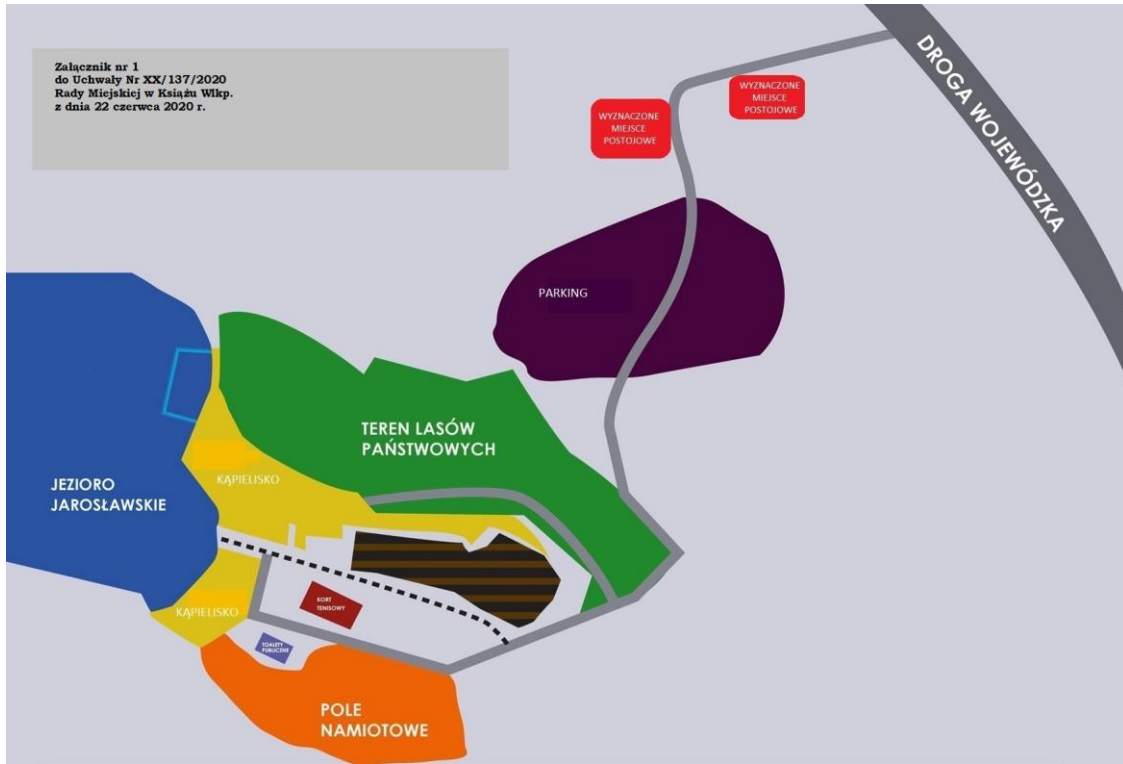 Załącznik nr 1
do Uchwały Nr XX/137/2020
Rady Miejskiej w Książu Wlkp.
z dnia 22 czerwca 2020 r.
WYZNACZONE
MIEJSCE
POSTOJOWE
WYZNACZONE
MIEJSCE
POSTOJOWE
DROGA WOJEWÓDZKA
PARKING
TEREN LASÓW
PAŃSTWOWYCH
KĄPIELISKO
JEZIORO
JAROSŁAWSKIE
KORT
TENISOWY
KĄPIELISKO
TOALETY
PUBLICZNE
POLE
NAMIOTOWE